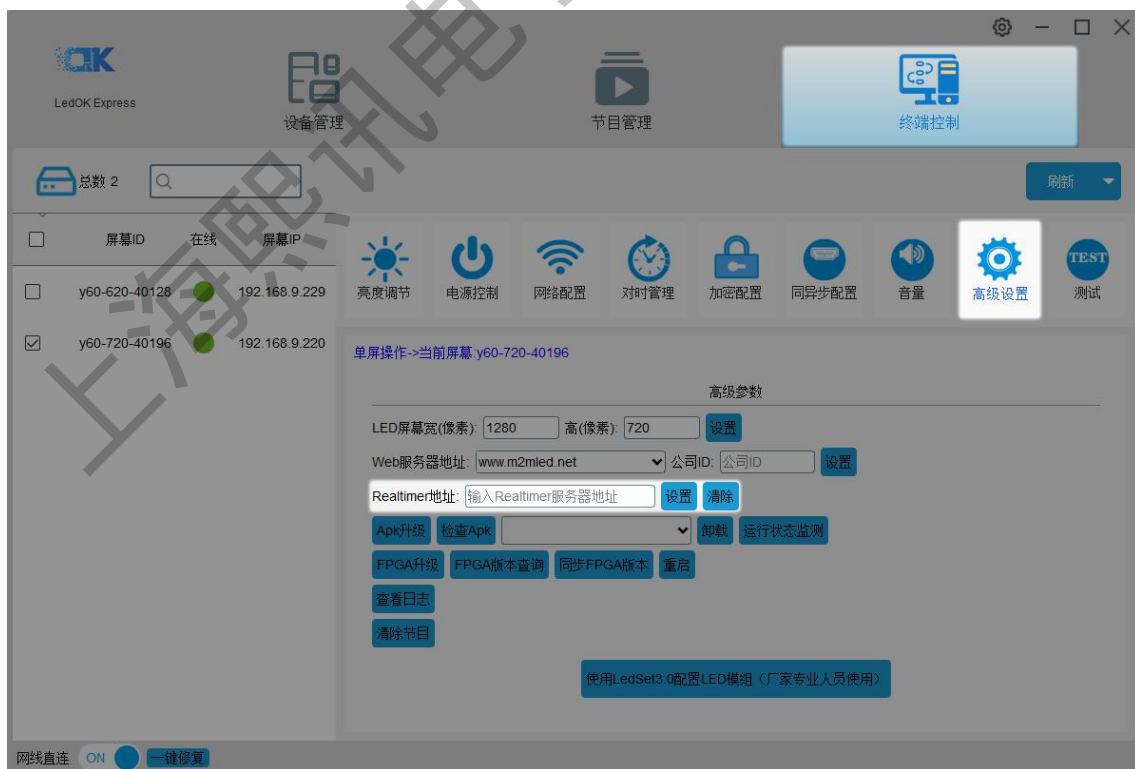 LedOK Express
设备管理
节目管理
终端控制
总数 2
刷新
屏幕ID 在线 屏幕IP
y60-620-40128 192.168.9.229
y60-720-40196 192.168.9.220
亮度调节 电源控制 网络配置 对时管理 加密配置 同异步配置 音量 高级设置 TEST 测试
单屏操作->当前屏幕:y60-720-40196
高级参数
LED屏幕宽(像素): 1280 高(像素): 720 设置
Web服务器地址: www.m2mled.net 公司ID: 公司ID 设置
Realtimer地址: 输入Realtimer服务器地址 设置 清除
Apk升级 检查Apk 卸载 运行状态监测
FPGA升级 FPGA版本查询 同步FPGA版本 重启
查看日志
清除节目
使用LedSet3.0配置LED模组（厂家专业人员使用）
网线直连 ON 一键修复
上海熙讯电